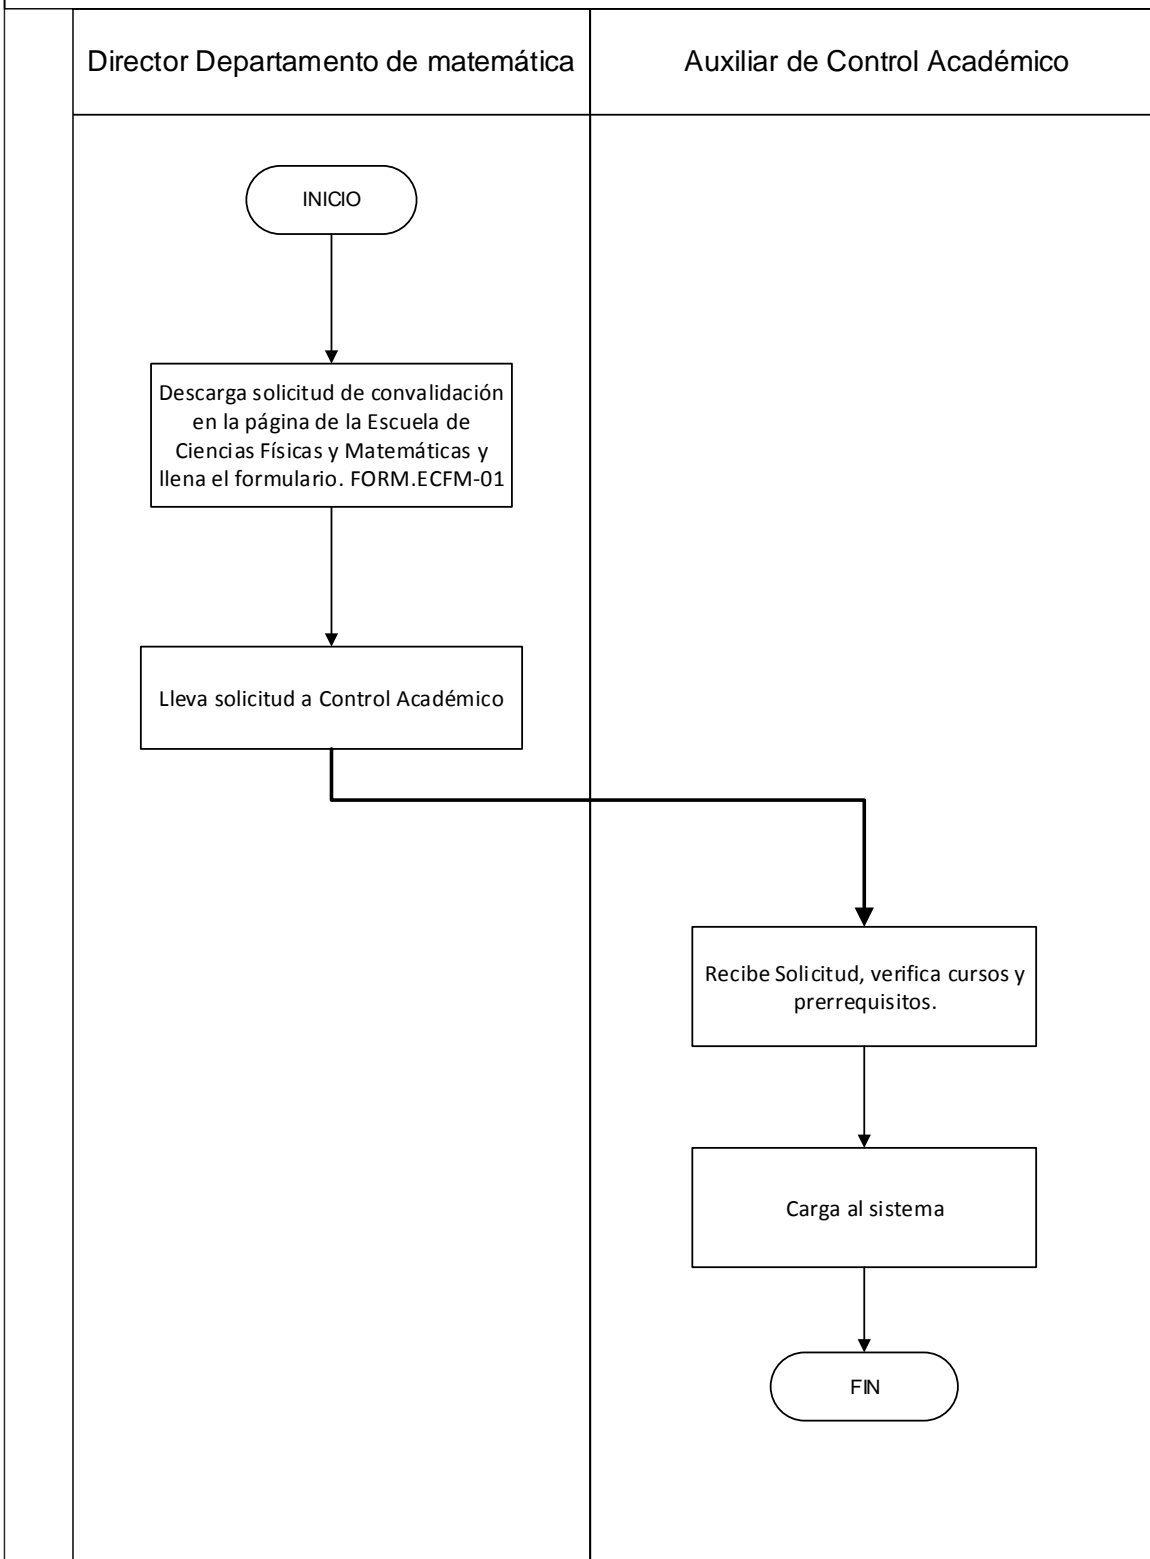 Director Departamento de matemática
Auxiliar de Control Académico
INICIO
Descarga solicitud de convalidación
en la página de la Escuela de
Ciencias Físicas y Matemáticas y
llena el formulario. FORM.ECFM-01
Lleva solicitud a Control Académico
Recibe Solicitud, verifica cursos y
prerrequisitos.
Carga al sistema
FIN